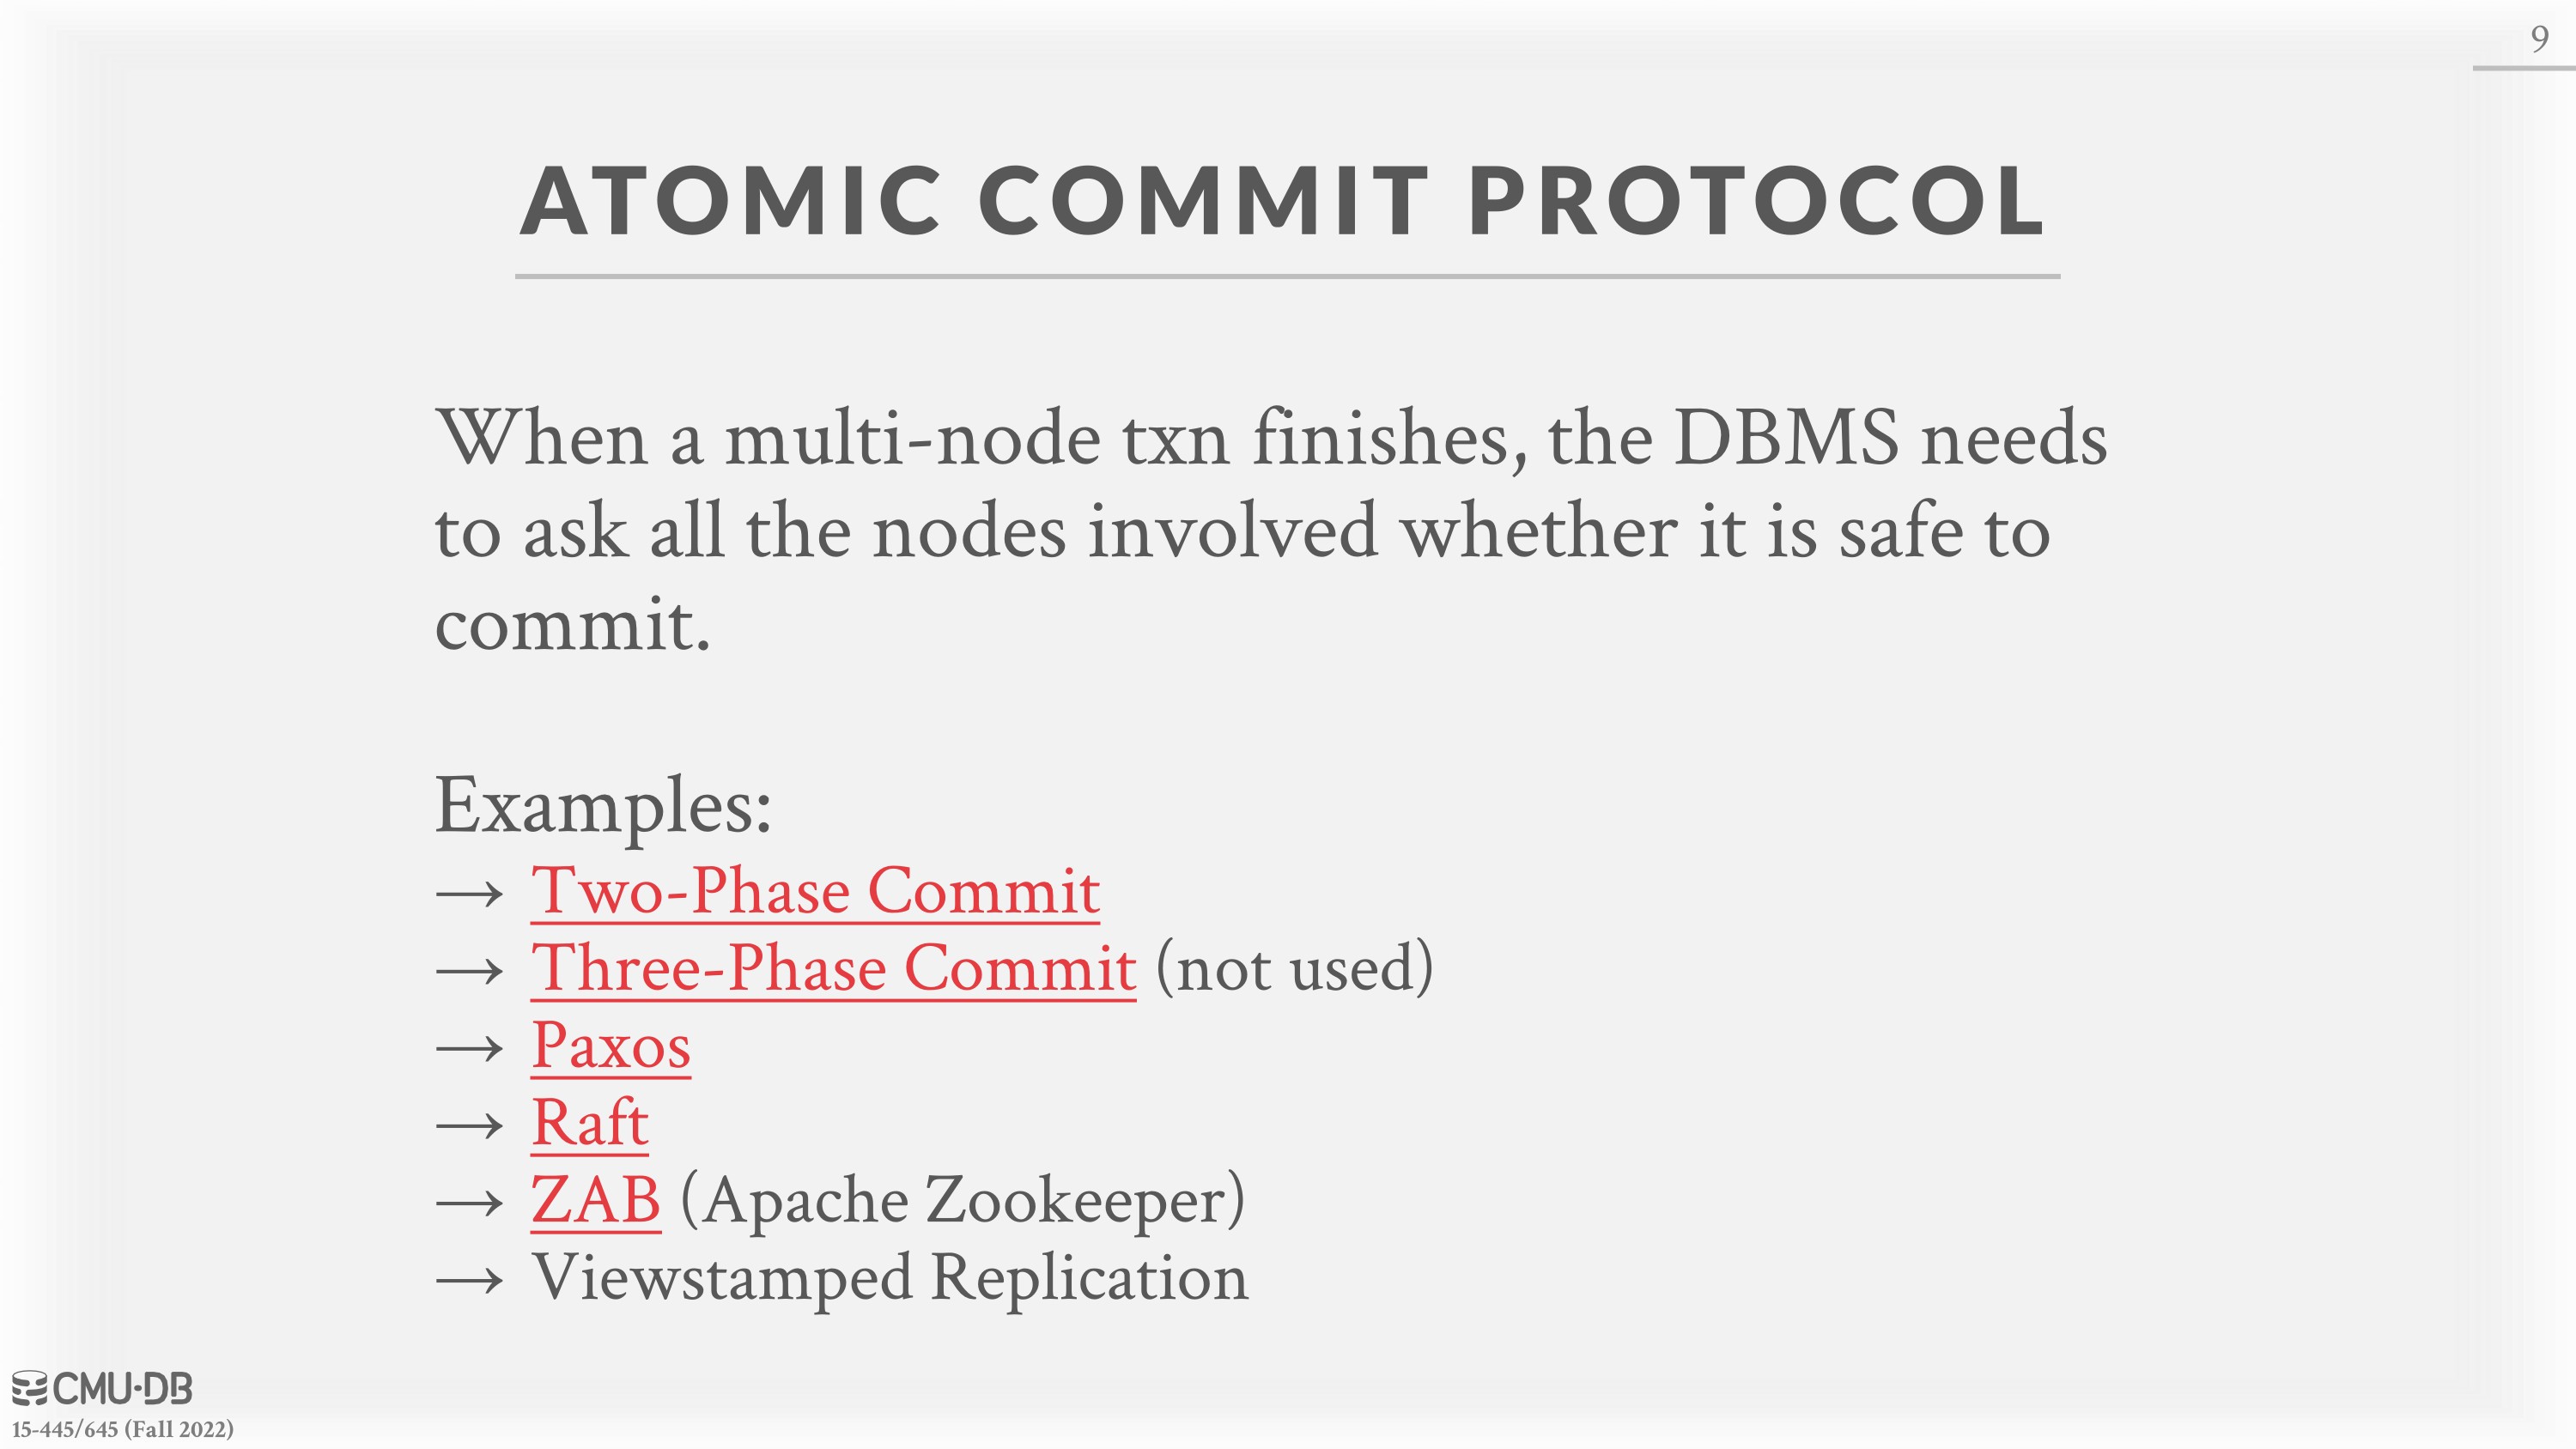 9
ATOMIC COMMIT PROTOCOL
When a multi-node txn finishes, the DBMS needs
to ask all the nodes involved whether it is safe to
commit.
Examples:
→ Two-Phase Commit
→ Three-Phase Commit (not used)
→ Paxos
→ Raft
→ ZAB (Apache Zookeeper)
→ Viewstamped Replication
CMU·DB
15-445/645 (Fall 2022)